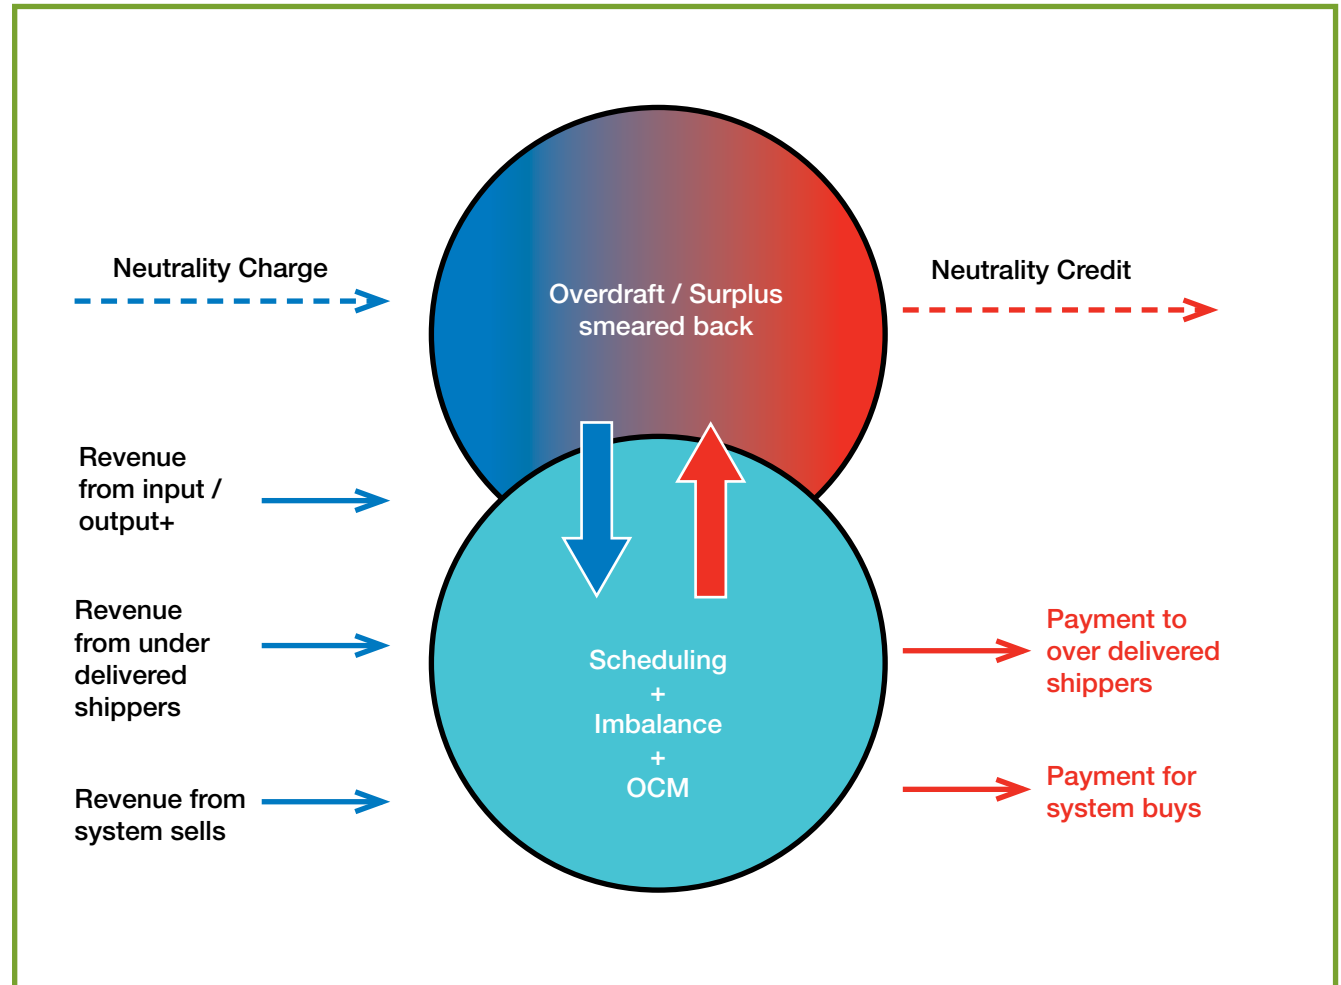 Neutrality Charge
Overdraft / Surplus
smeared back
Neutrality Credit
Revenue
from input /
output+
Revenue
from under
delivered
shippers
Revenue from
system sells
Scheduling
+
Imbalance
+
OCM
Payment to
over delivered
shippers
Payment for
system buys